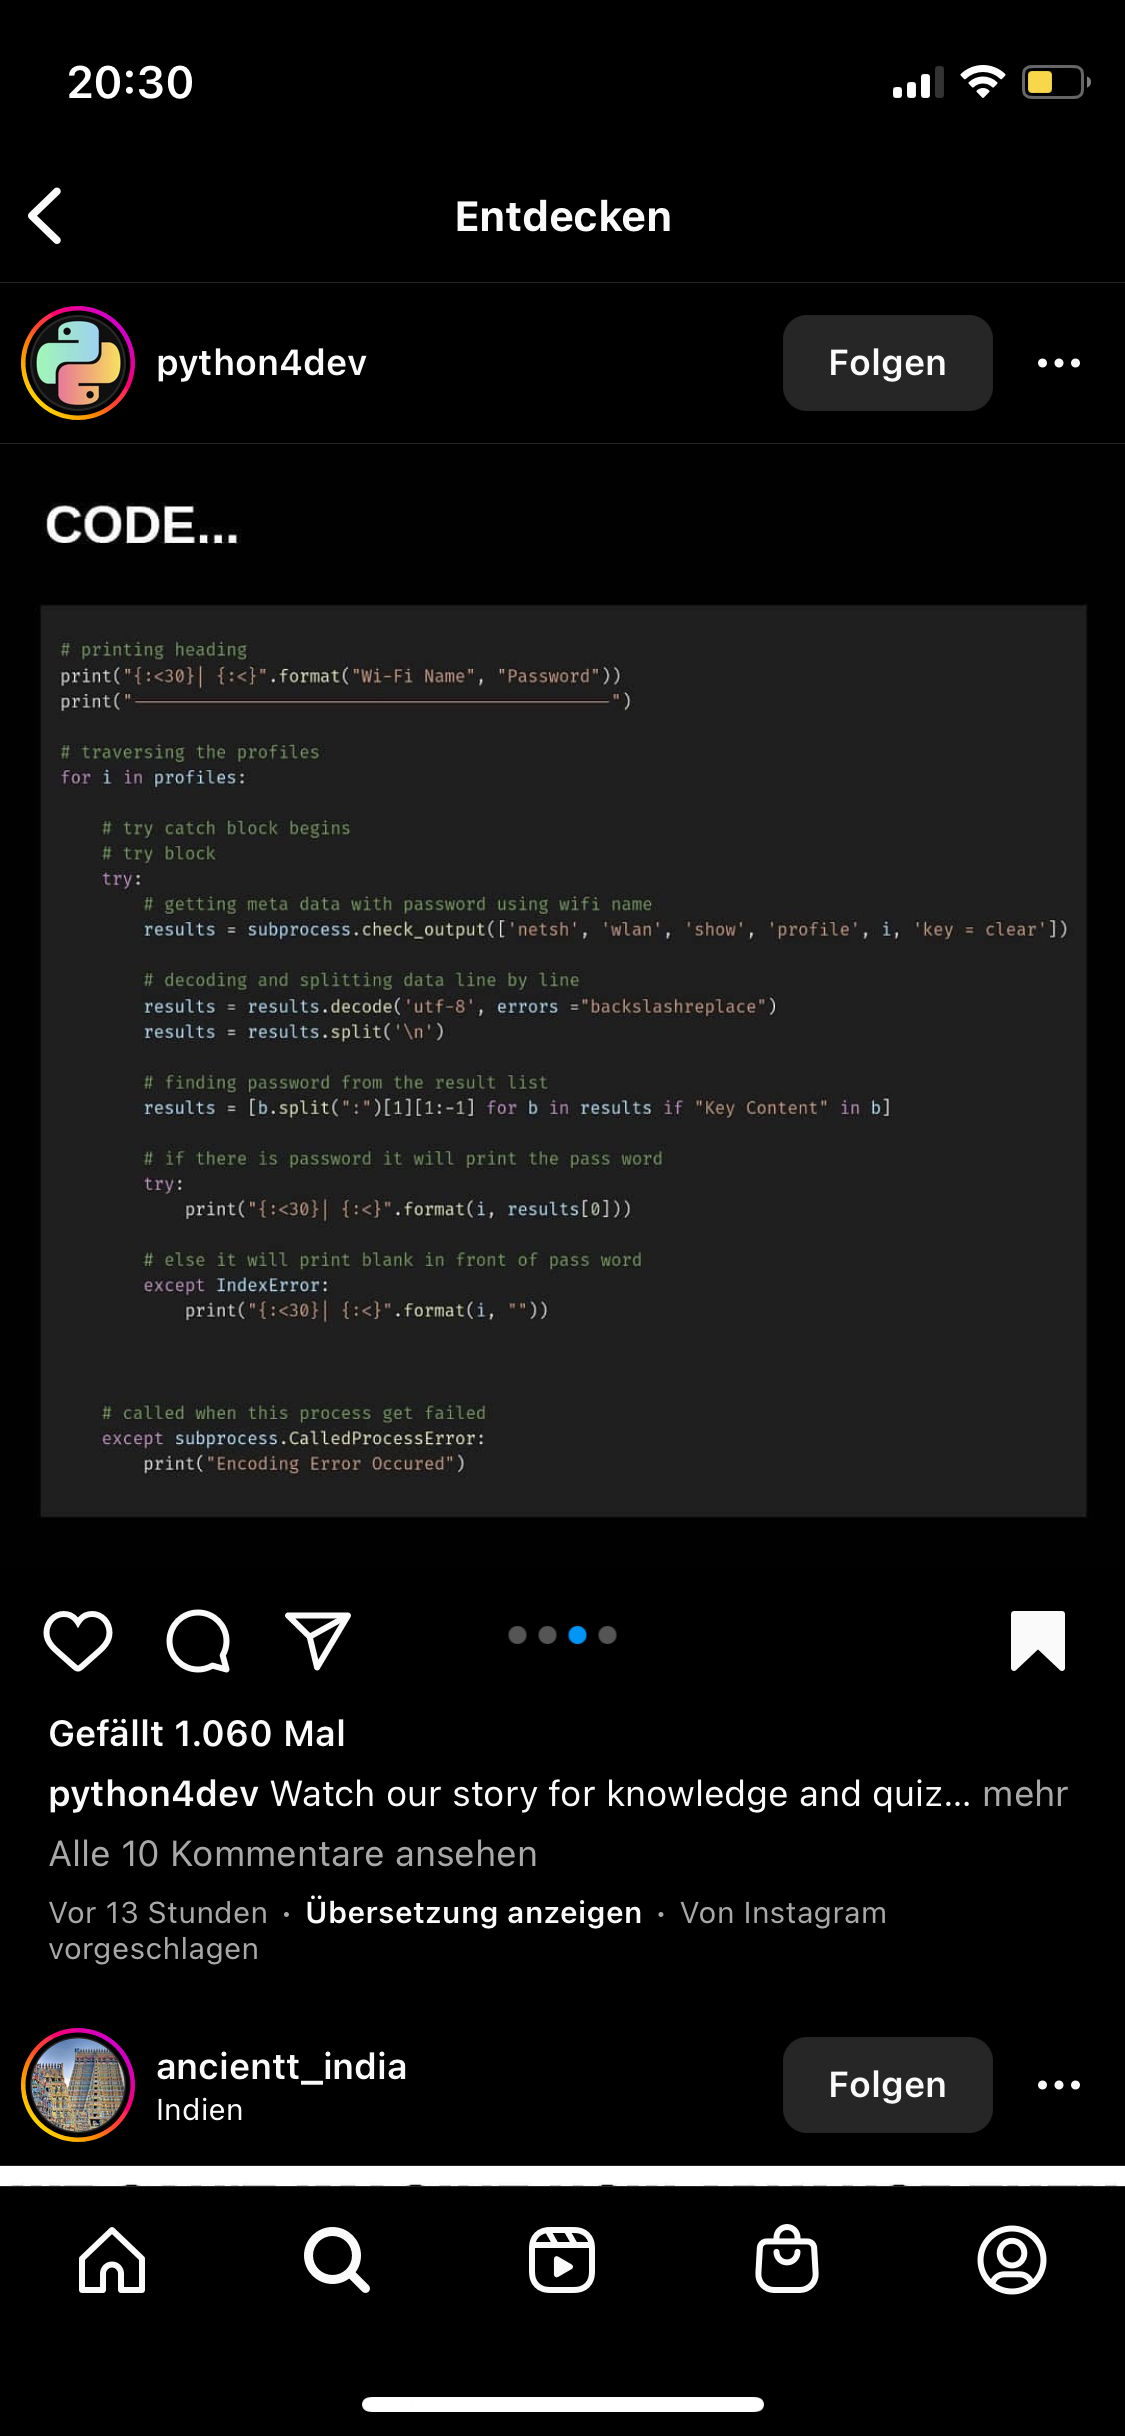 20:30
Entdecken
python4dev
Folgen
CODE...
# printing heading
print("{:<30}| {:<}".format("Wi-Fi Name", "Password"))
print("——————————————————————————————————————————————")
# traversing the profiles
for i in profiles:
# try catch block begins
# try block
try:
# getting meta data with password using wifi name
results = subprocess.check_output(['netsh', 'wlan', 'show', 'profile', i, 'key = clear'])
# decoding and splitting data line by line
results = results.decode('utf-8', errors ="backslashreplace")
results = results.split('\n')
# finding password from the result list
results = [b.split(":")[1][1:-1] for b in results if "Key Content" in b]
# if there is password it will print the pass word
try:
print("{:<30}| {:<}".format(i, results[0]))
# else it will print blank in front of pass word
except IndexError:
print("{:<30}| {:<}".format(i, ""))
# called when this process get failed
except subprocess.CalledProcessError:
print("Encoding Error Occured")
Gefällt 1.060 Mal
python4dev Watch our story for knowledge and quiz... mehr
Alle 10 Kommentare ansehen
Vor 13 Stunden · Übersetzung anzeigen · Von Instagram
vorgeschlagen
ancientt_india
Indien
Folgen